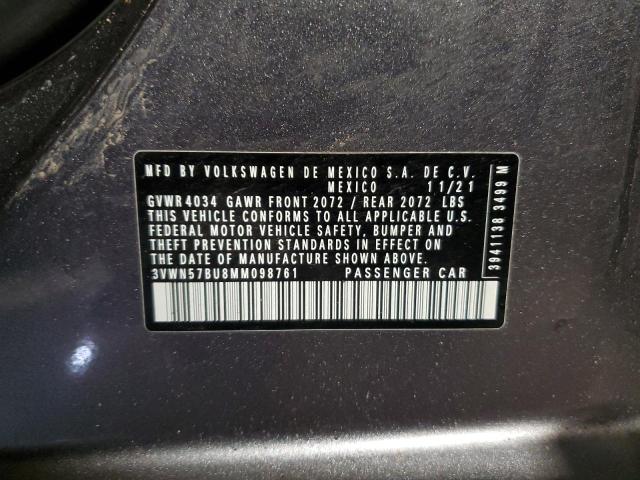 MFD BY VOLKSWAGEN DE MEXICO S.A. DE C.V.
MEXICO 11/21
GVWR 4034 GAWR FRONT 2072 / REAR 2072 LBS
THIS VEHICLE CONFORMS TO ALL APPLICABLE U.S.
FEDERAL MOTOR VEHICLE SAFETY, BUMPER AND
THEFT PREVENTION STANDARDS IN EFFECT ON
THE DATE OF MANUFACTURE SHOWN ABOVE.
3VWN57BU8MM098761 PASSENGER CAR
3941138 3499 M